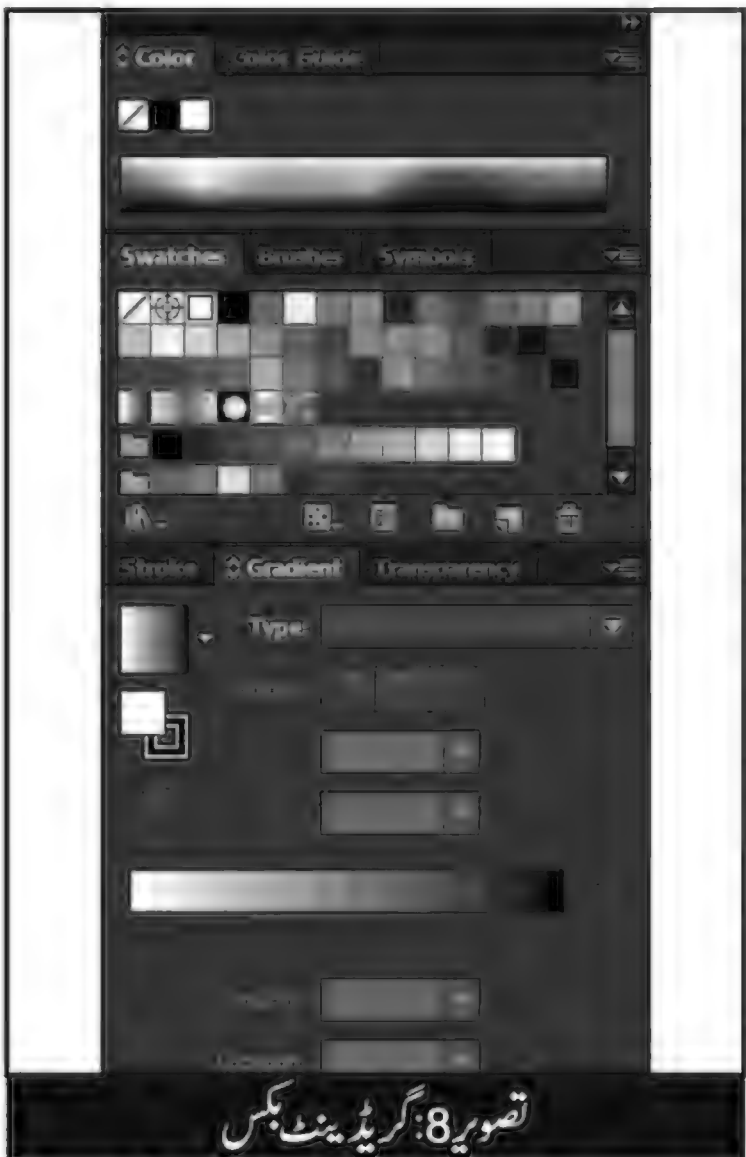 Color Color Guide
Swatches Brushes Symbols
Stroke Gradient Transparency
Type
تصویر8: گریڈینٹ بکس